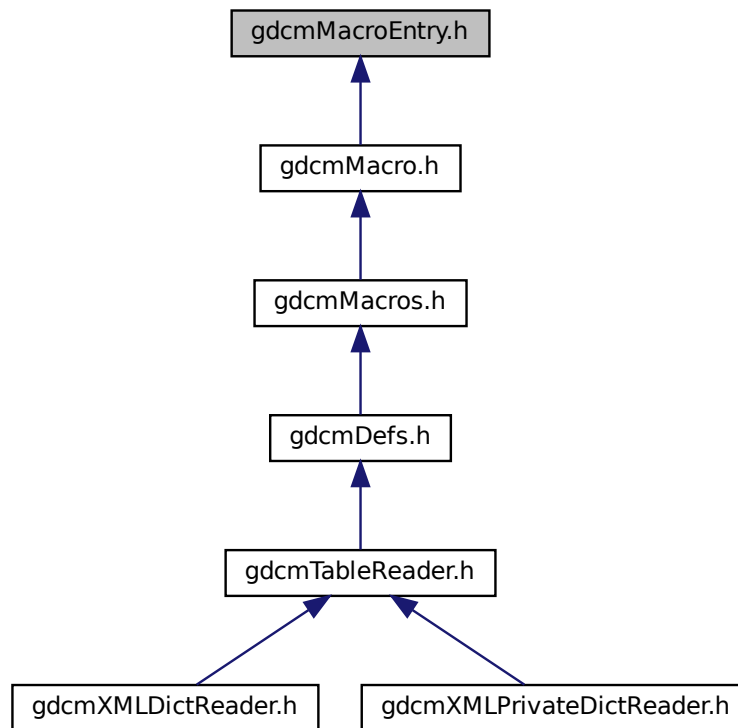 gdcmMacroEntry.h
gdcmMacro.h
gdcmMacros.h
gdcmDefs.h
gdcmTableReader.h
gdcmXMLDictReader.h
gdcmXMLPrivateDictReader.h